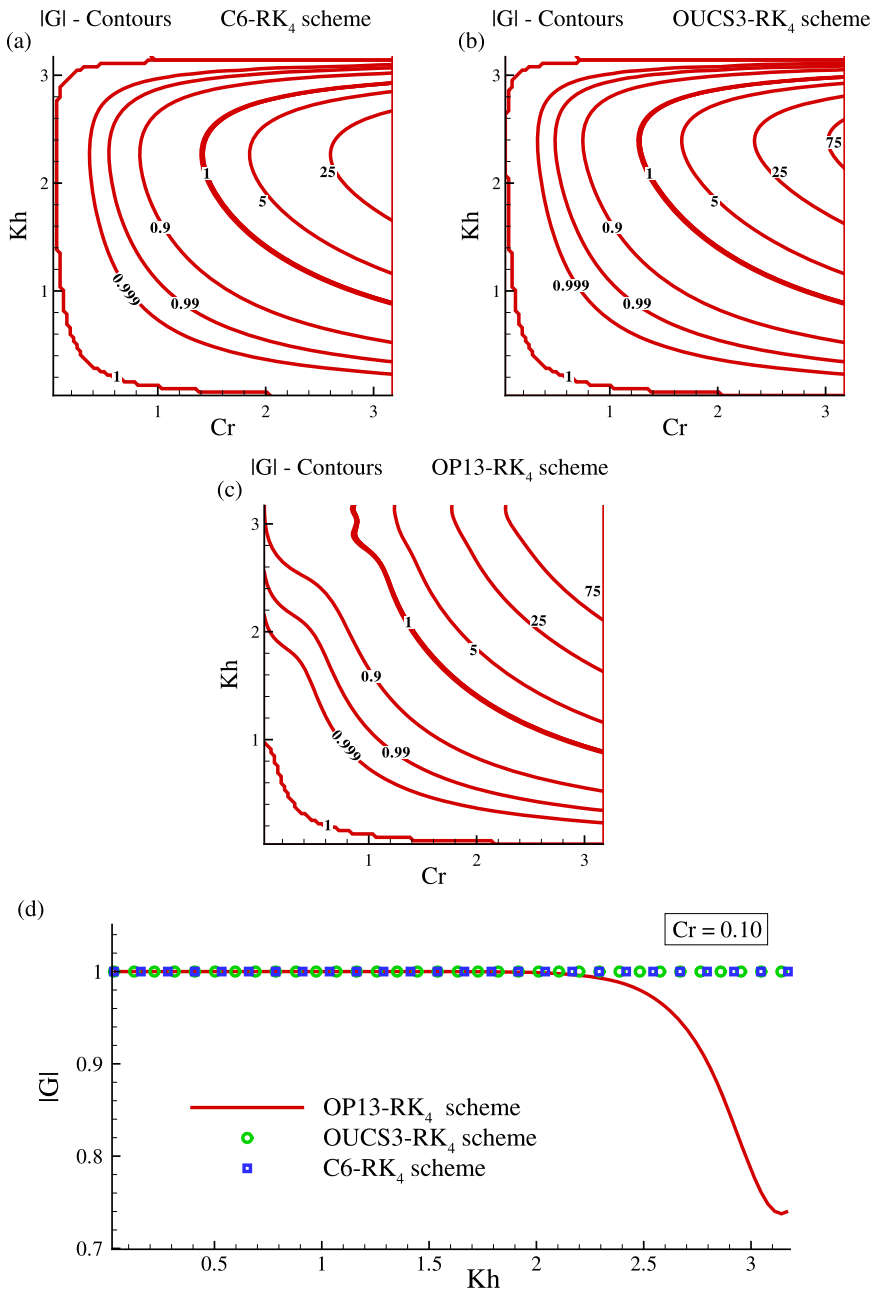 |G| - Contours C6-RK4 scheme
(a)
3
2
1
Kh
1
5
25
0.9
0.999
0.99
1
1 2 3
Cr
|G| - Contours OUCS3-RK4 scheme
(b)
3
2
1
Kh
75
1
5
25
0.9
0.999
0.99
1
1 2 3
Cr
|G| - Contours OP13-RK4 scheme
(c)
3
2
1
Kh
75
1
25
5
0.9
0.999
0.99
1
1 2 3
Cr
(d)
Cr = 0.10
1
0.9
0.8
0.7
|G|
OP13-RK4 scheme
OUCS3-RK4 scheme
C6-RK4 scheme
0.5 1 1.5 2 2.5 3
Kh